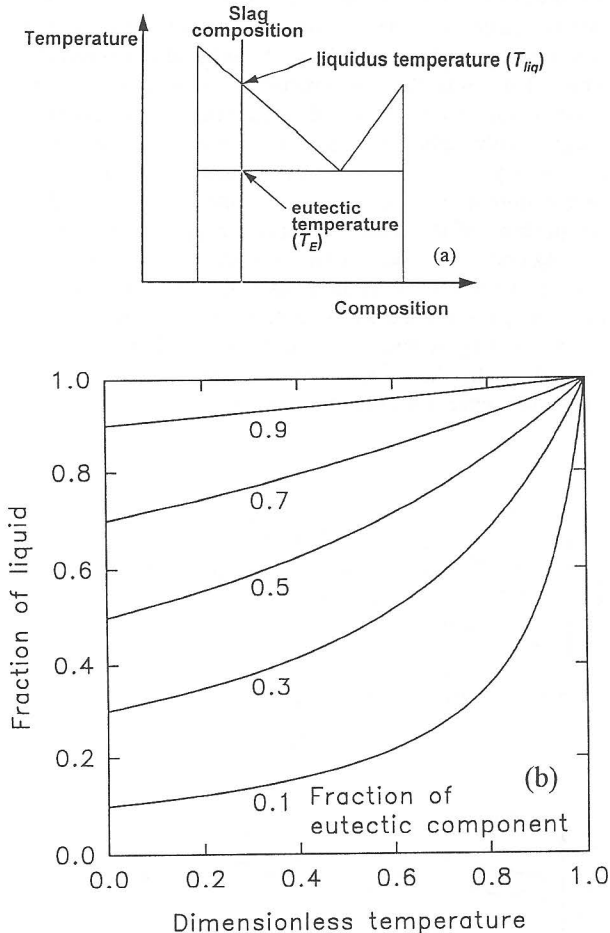 Slag
Temperature
composition
liquidus temperature (Tliq)
eutectic
temperature
(TE)
(a)
Composition
1.0
0.8
0.6
0.4
0.2
0.0
Fraction of liquid
0.9
0.7
0.5
0.3
0.1
Fraction of
eutectic component
(b)
0.0 0.2 0.4 0.6 0.8 1.0
Dimensionless temperature